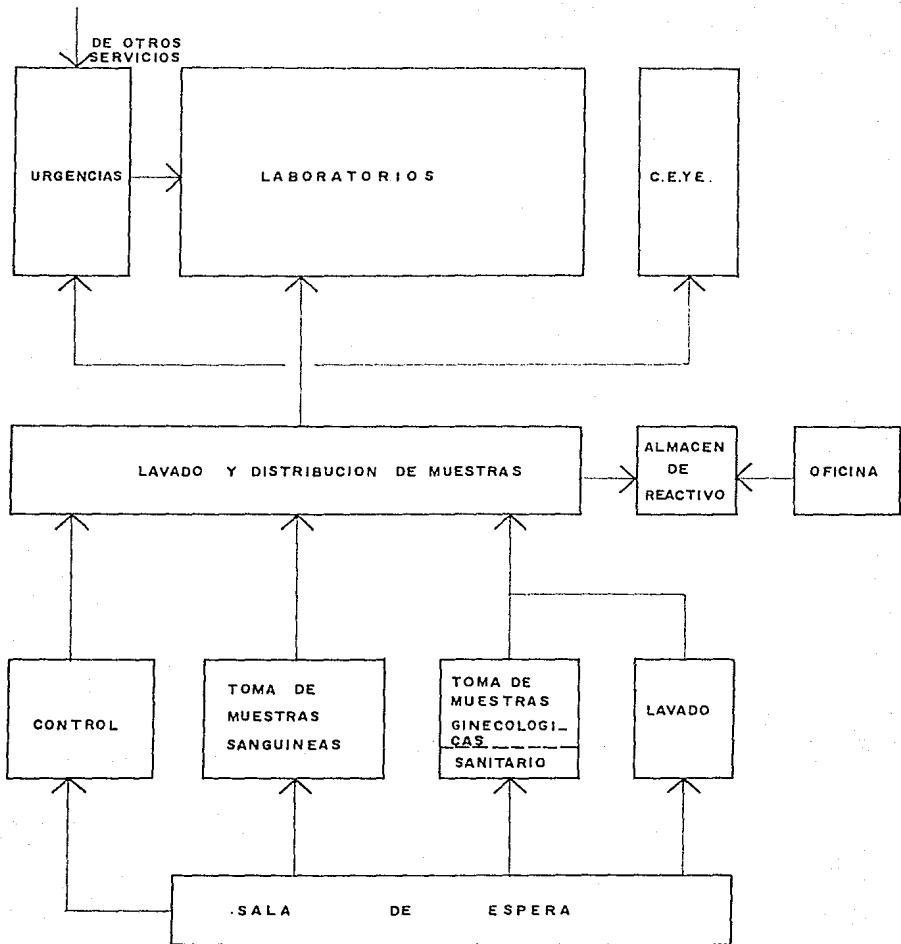 DE OTROS
SERVICIOS
URGENCIAS
LABORATORIOS
C.E.YE.
LAVADO Y DISTRIBUCION DE MUESTRAS
ALMACEN
DE
REACTIVO
OFICINA
CONTROL
TOMA DE
MUESTRAS
SANGUINEAS
TOMA DE
MUESTRAS
GINECOLOGI_
CAS
SANITARIO
LAVADO
SALA DE ESPERA